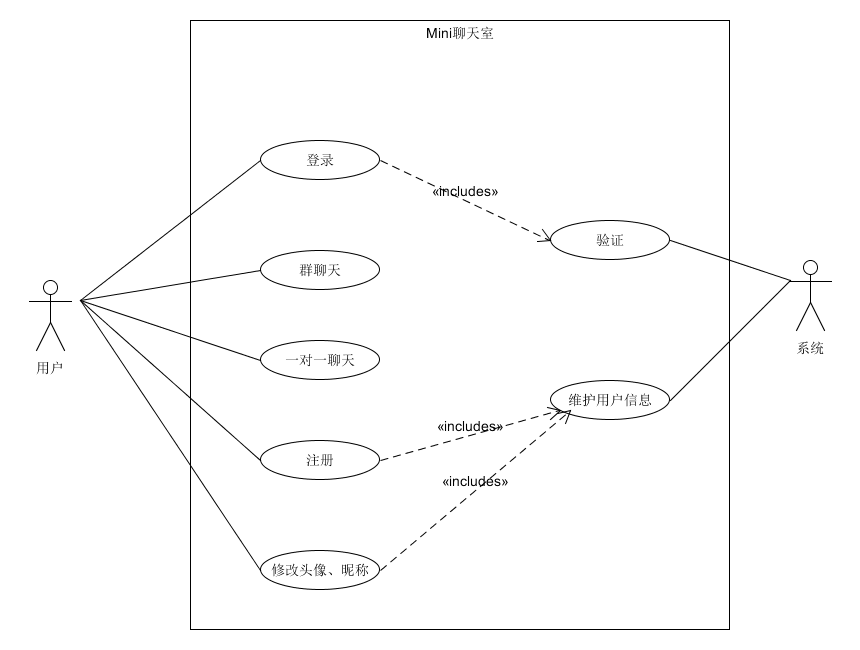 Mini聊天室
登录
«includes»
验证
群聊天
用户
系统
一对一聊天
维护用户信息
«includes»
注册
«includes»
修改头像、昵称